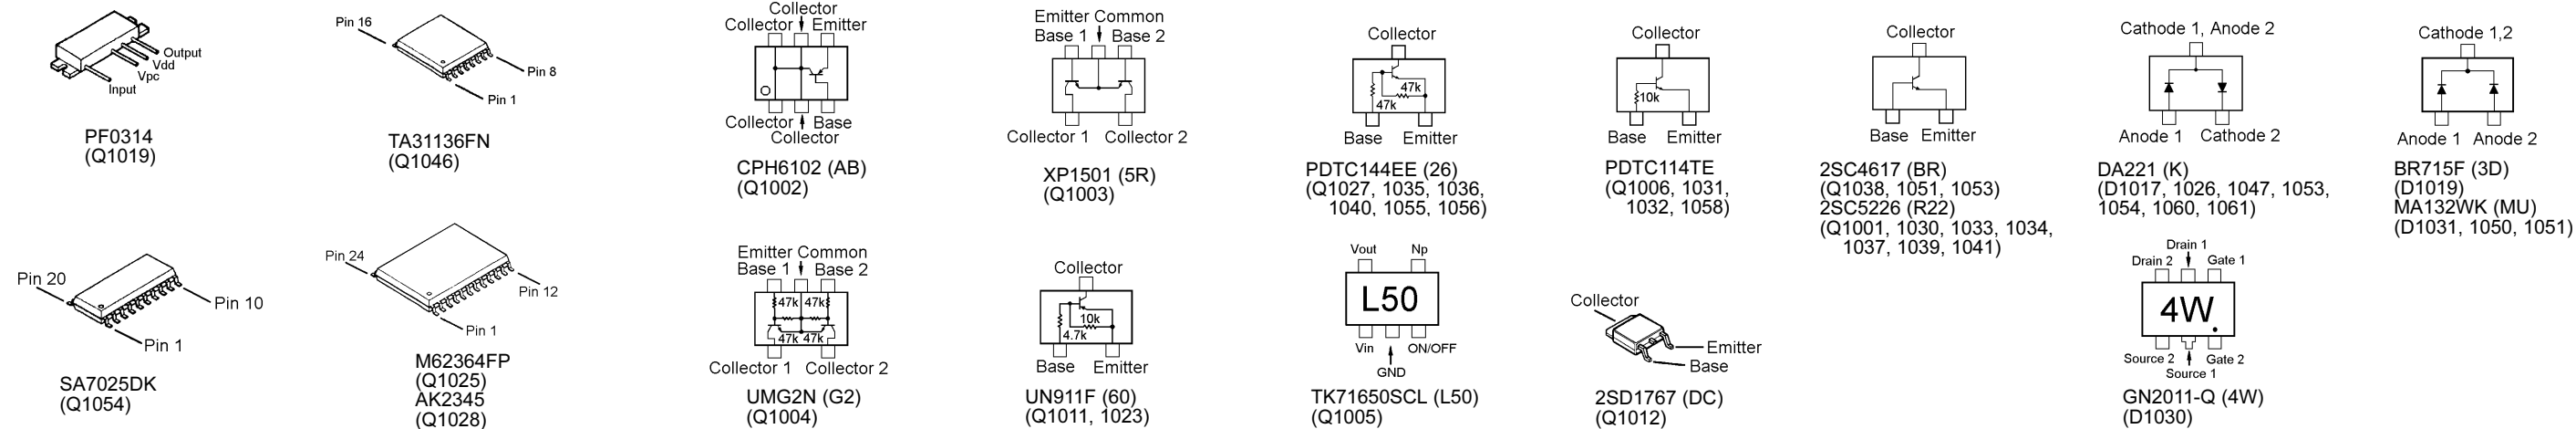 Output
Vdd
Vpc
Input
PF0314
(Q1019)
Pin 16
Pin 8
Pin 1
TA31136FN
(Q1046)
Collector
Collector Emitter
Collector Base
Collector
CPH6102 (AB)
(Q1002)
Emitter Common
Base 1 Base 2
Collector 1 Collector 2
XP1501 (5R)
(Q1003)
Collector
47k
47k
Base Emitter
PDTC144EE (26)
(Q1027, 1035, 1036,
1040, 1055, 1056)
Collector
10k
Base Emitter
PDTC114TE
(Q1006, 1031,
1032, 1058)
Collector
Base Emitter
2SC4617 (BR)
(Q1038, 1051, 1053)
2SC5226 (R22)
(Q1001, 1030, 1033, 1034,
1037, 1039, 1041)
Cathode 1, Anode 2
Anode 1 Cathode 2
DA221 (K)
(D1017, 1026, 1047, 1053,
1054, 1060, 1061)
Cathode 1,2
Anode 1 Anode 2
BR715F (3D)
(D1019)
MA132WK (MU)
(D1031, 1050, 1051)
Pin 20
Pin 10
Pin 1
SA7025DK
(Q1054)
Pin 24
Pin 12
Pin 1
M62364FP
(Q1025)
AK2345
(Q1028)
Emitter Common
Base 1 Base 2
47k 47k
47k 47k
Collector 1 Collector 2
UMG2N (G2)
(Q1004)
Collector
10k
4.7k
Base Emitter
UN911F (60)
(Q1011, 1023)
Vout Np
L50
Vin ON/OFF
GND
TK71650SCL (L50)
(Q1005)
Collector
Emitter
Base
2SD1767 (DC)
(Q1012)
Drain 1
Drain 2 Gate 1
4W.
Source 2 Gate 2
Source 1
GN2011-Q (4W)
(D1030)